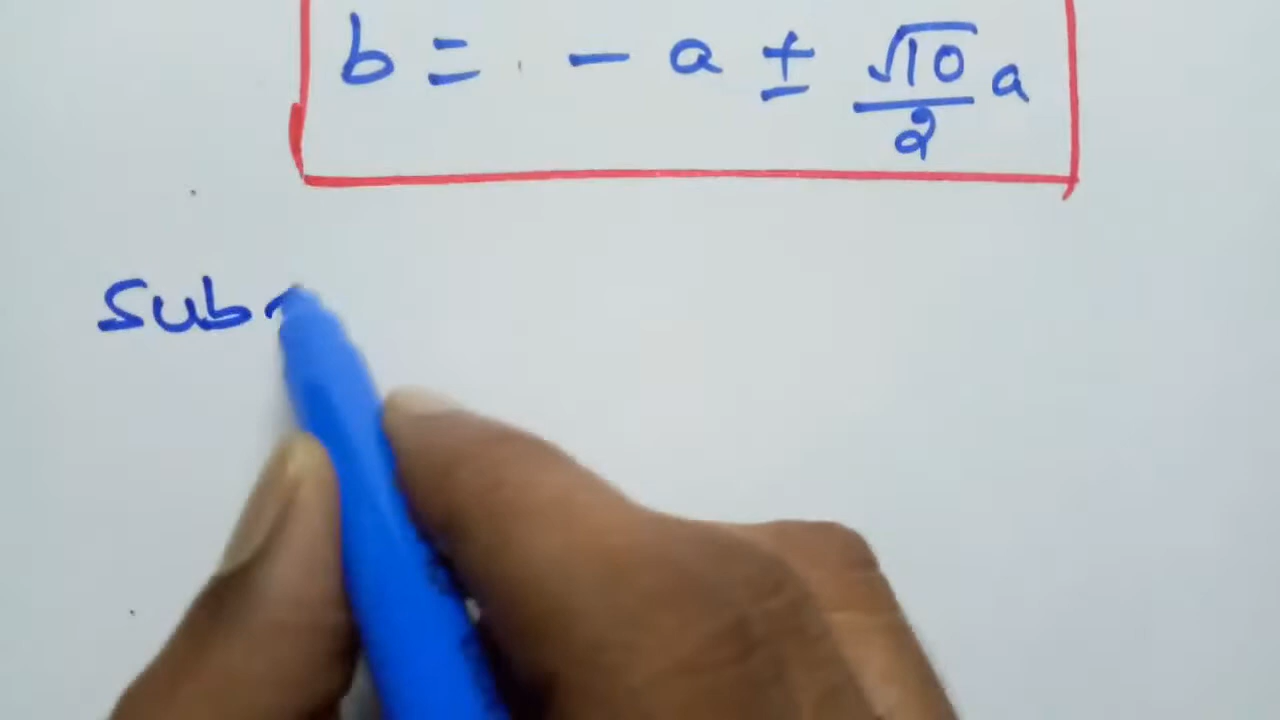 b = - a ± √10/2 a
Sub